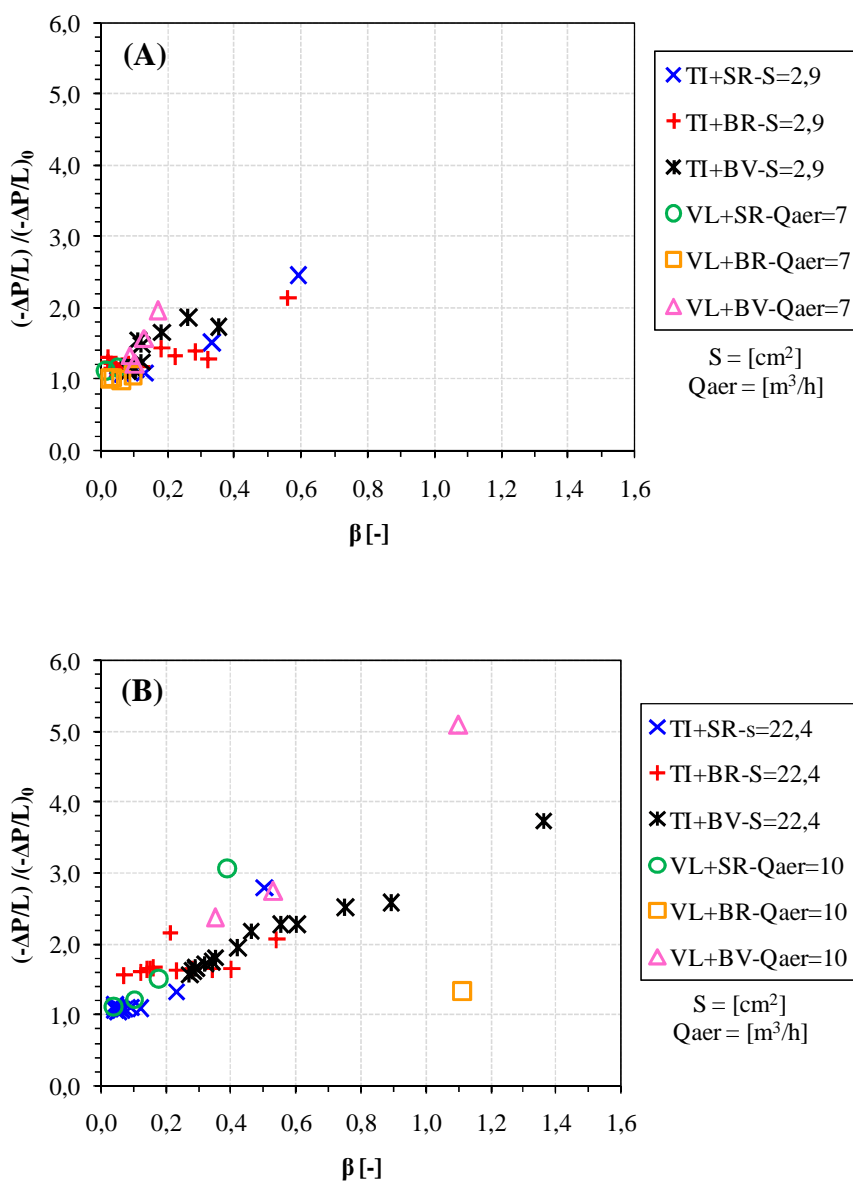 (A)
6,0
5,0
4,0
3,0
2,0
1,0
0,0
(-ΔP/L) /(-ΔP/L)₀
0,0 0,2 0,4 0,6 0,8 1,0 1,2 1,4 1,6
β [-]
TI+SR-S=2,9
TI+BR-S=2,9
TI+BV-S=2,9
VL+SR-Qaer=7
VL+BR-Qaer=7
VL+BV-Qaer=7
S = [cm²]
Qaer = [m³/h]
(B)
6,0
5,0
4,0
3,0
2,0
1,0
0,0
(-ΔP/L) /(-ΔP/L)₀
0,0 0,2 0,4 0,6 0,8 1,0 1,2 1,4 1,6
β [-]
TI+SR-s=22,4
TI+BR-S=22,4
TI+BV-S=22,4
VL+SR-Qaer=10
VL+BR-Qaer=10
VL+BV-Qaer=10
S = [cm²]
Qaer = [m³/h]